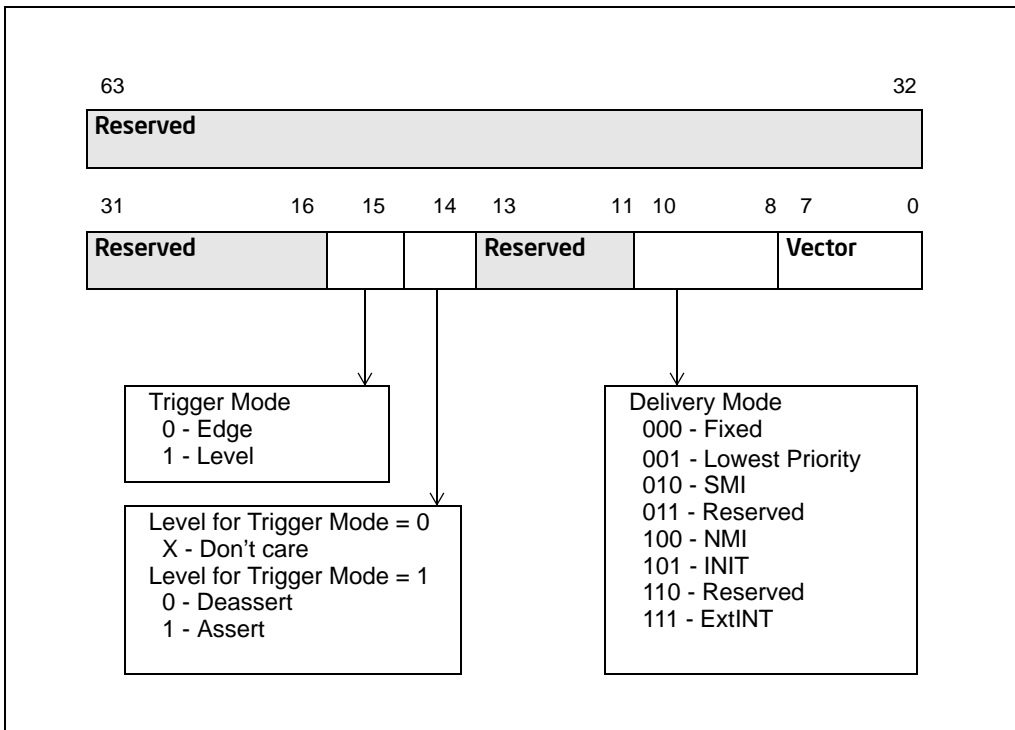 63 32
Reserved
31 16 15 14 13 11 10 8 7 0
Reserved Reserved Vector
Trigger Mode
0 - Edge
1 - Level
Level for Trigger Mode = 0
X - Don't care
Level for Trigger Mode = 1
0 - Deassert
1 - Assert
Delivery Mode
000 - Fixed
001 - Lowest Priority
010 - SMI
011 - Reserved
100 - NMI
101 - INIT
110 - Reserved
111 - ExtINT